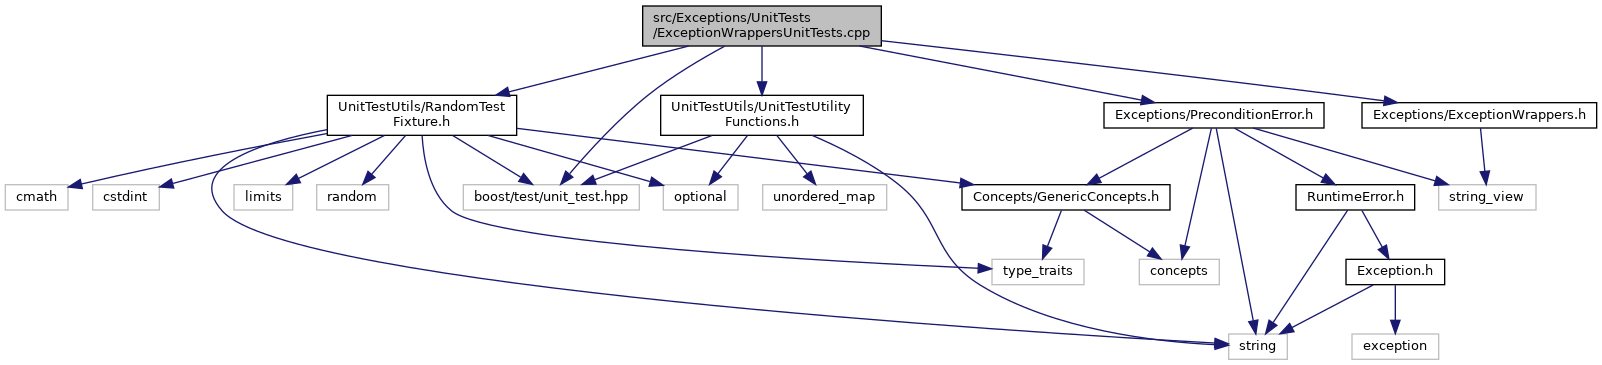 src/Exceptions/UnitTests
/ExceptionWrappersUnitTests.cpp
UnitTestUtils/RandomTest
Fixture.h
UnitTestUtils/UnitTestUtility
Functions.h
Exceptions/PreconditionError.h
Exceptions/ExceptionWrappers.h
cmath
cstdint
limits
random
boost/test/unit_test.hpp
optional
unordered_map
Concepts/GenericConcepts.h
RuntimeError.h
string_view
type_traits
concepts
Exception.h
string
exception